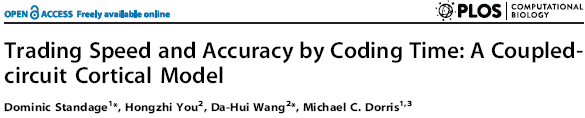 OPEN ACCESS Freely available online
PLOS COMPUTATIONAL BIOLOGY
Trading Speed and Accuracy by Coding Time: A Coupled-
circuit Cortical Model
Dominic Standage1*, Hongzhi You2, Da-Hui Wang2*, Michael C. Dorris1,3